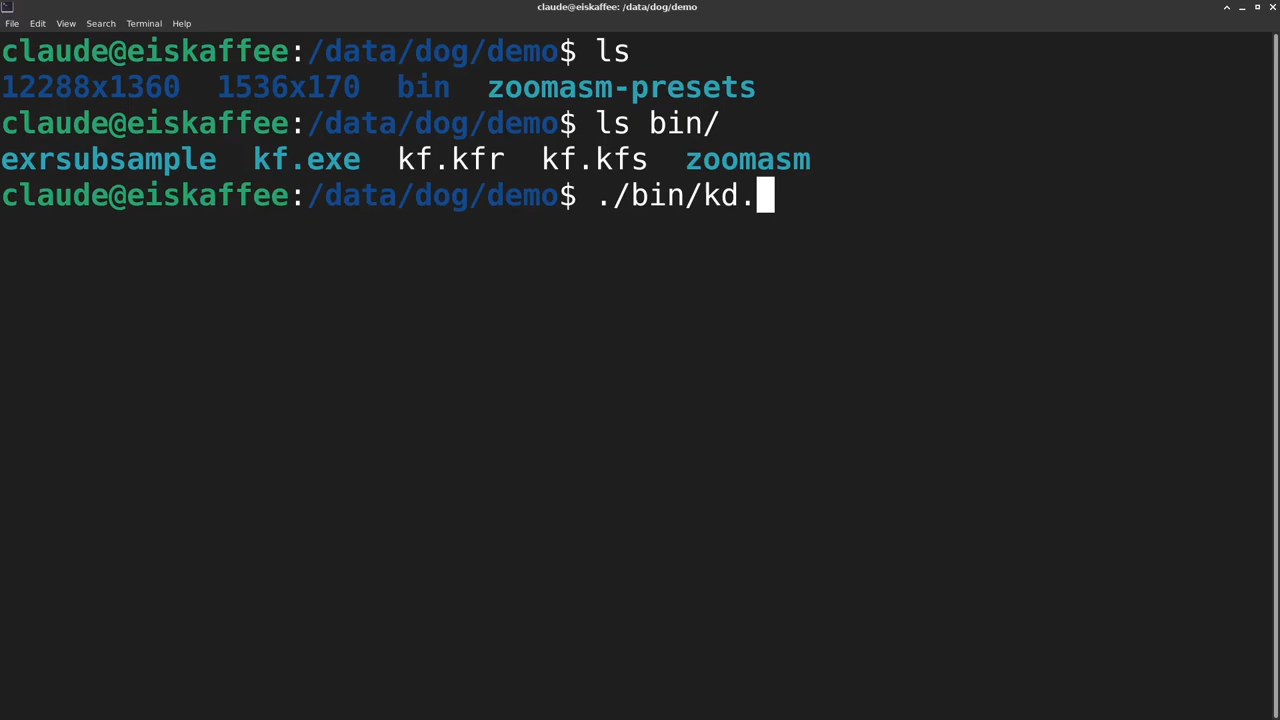 claude@eiskaffee: /data/dog/demo
File Edit View Search Terminal Help
claude@eiskaffee:/data/dog/demo$ ls
12288x1360 1536x170 bin zoomasm-presets
claude@eiskaffee:/data/dog/demo$ ls bin/
exrsubsample kf.exe kf.kfr kf.kfs zoomasm
claude@eiskaffee:/data/dog/demo$ ./bin/kd.